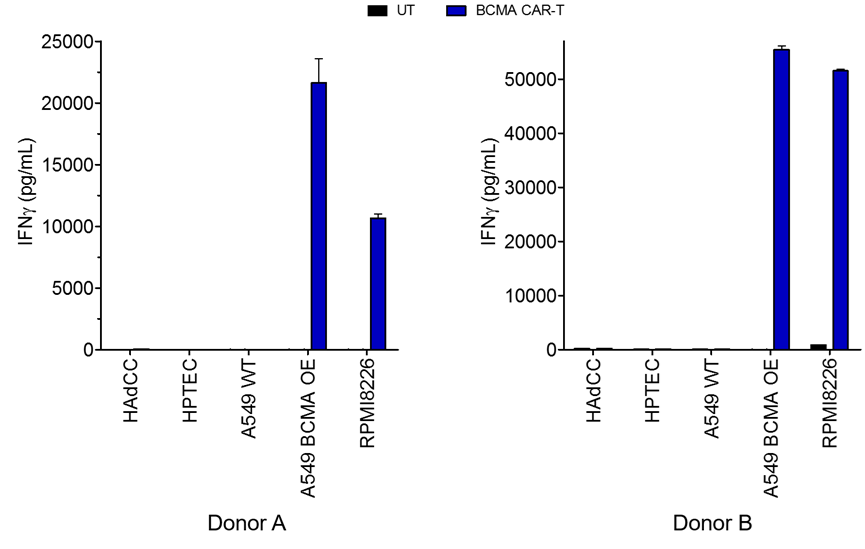 UT BCMA CAR-T
25000
20000
15000
10000
5000
0
IFNγ (pg/mL)
HAdCC
HPTEC
A549 WT
A549 BCMA OE
RPMI8226
Donor A
50000
40000
30000
20000
10000
0
IFNγ (pg/mL)
HAdCC
HPTEC
A549 WT
A549 BCMA OE
RPMI8226
Donor B